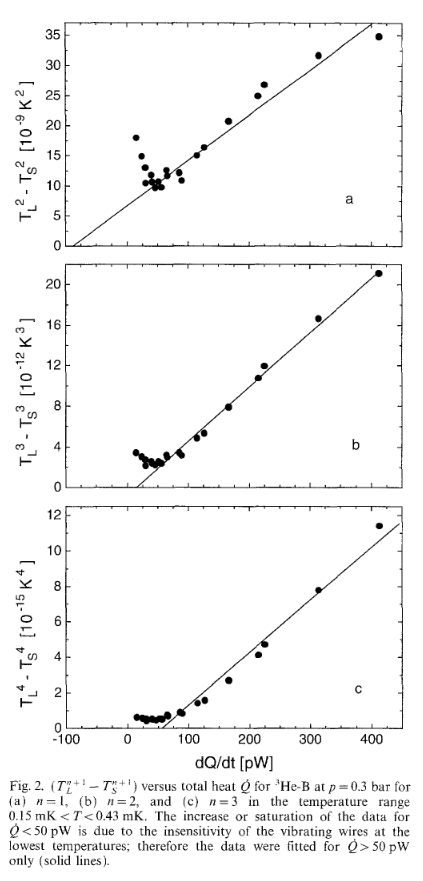 35
30
25
20
15
10
5
0
T_L^2 - T_S^2 [10^-9 K^2]
a
20
16
12
8
4
0
T_L^3 - T_S^3 [10^-12 K^3]
b
12
10
8
6
4
2
0
T_L^4 - T_S^4 [10^-15 K^4]
c
-100 0 100 200 300 400
dQ/dt [pW]
Fig. 2. (T_L^{n+1} − T_S^{n+1}) versus total heat Q̇ for ³He-B at p = 0.3 bar for
(a) n = 1, (b) n = 2, and (c) n = 3 in the temperature range
0.15 mK < T < 0.43 mK. The increase or saturation of the data for
Q̇ < 50 pW is due to the insensitivity of the vibrating wires at the
lowest temperatures; therefore the data were fitted for Q̇ > 50 pW
only (solid lines).